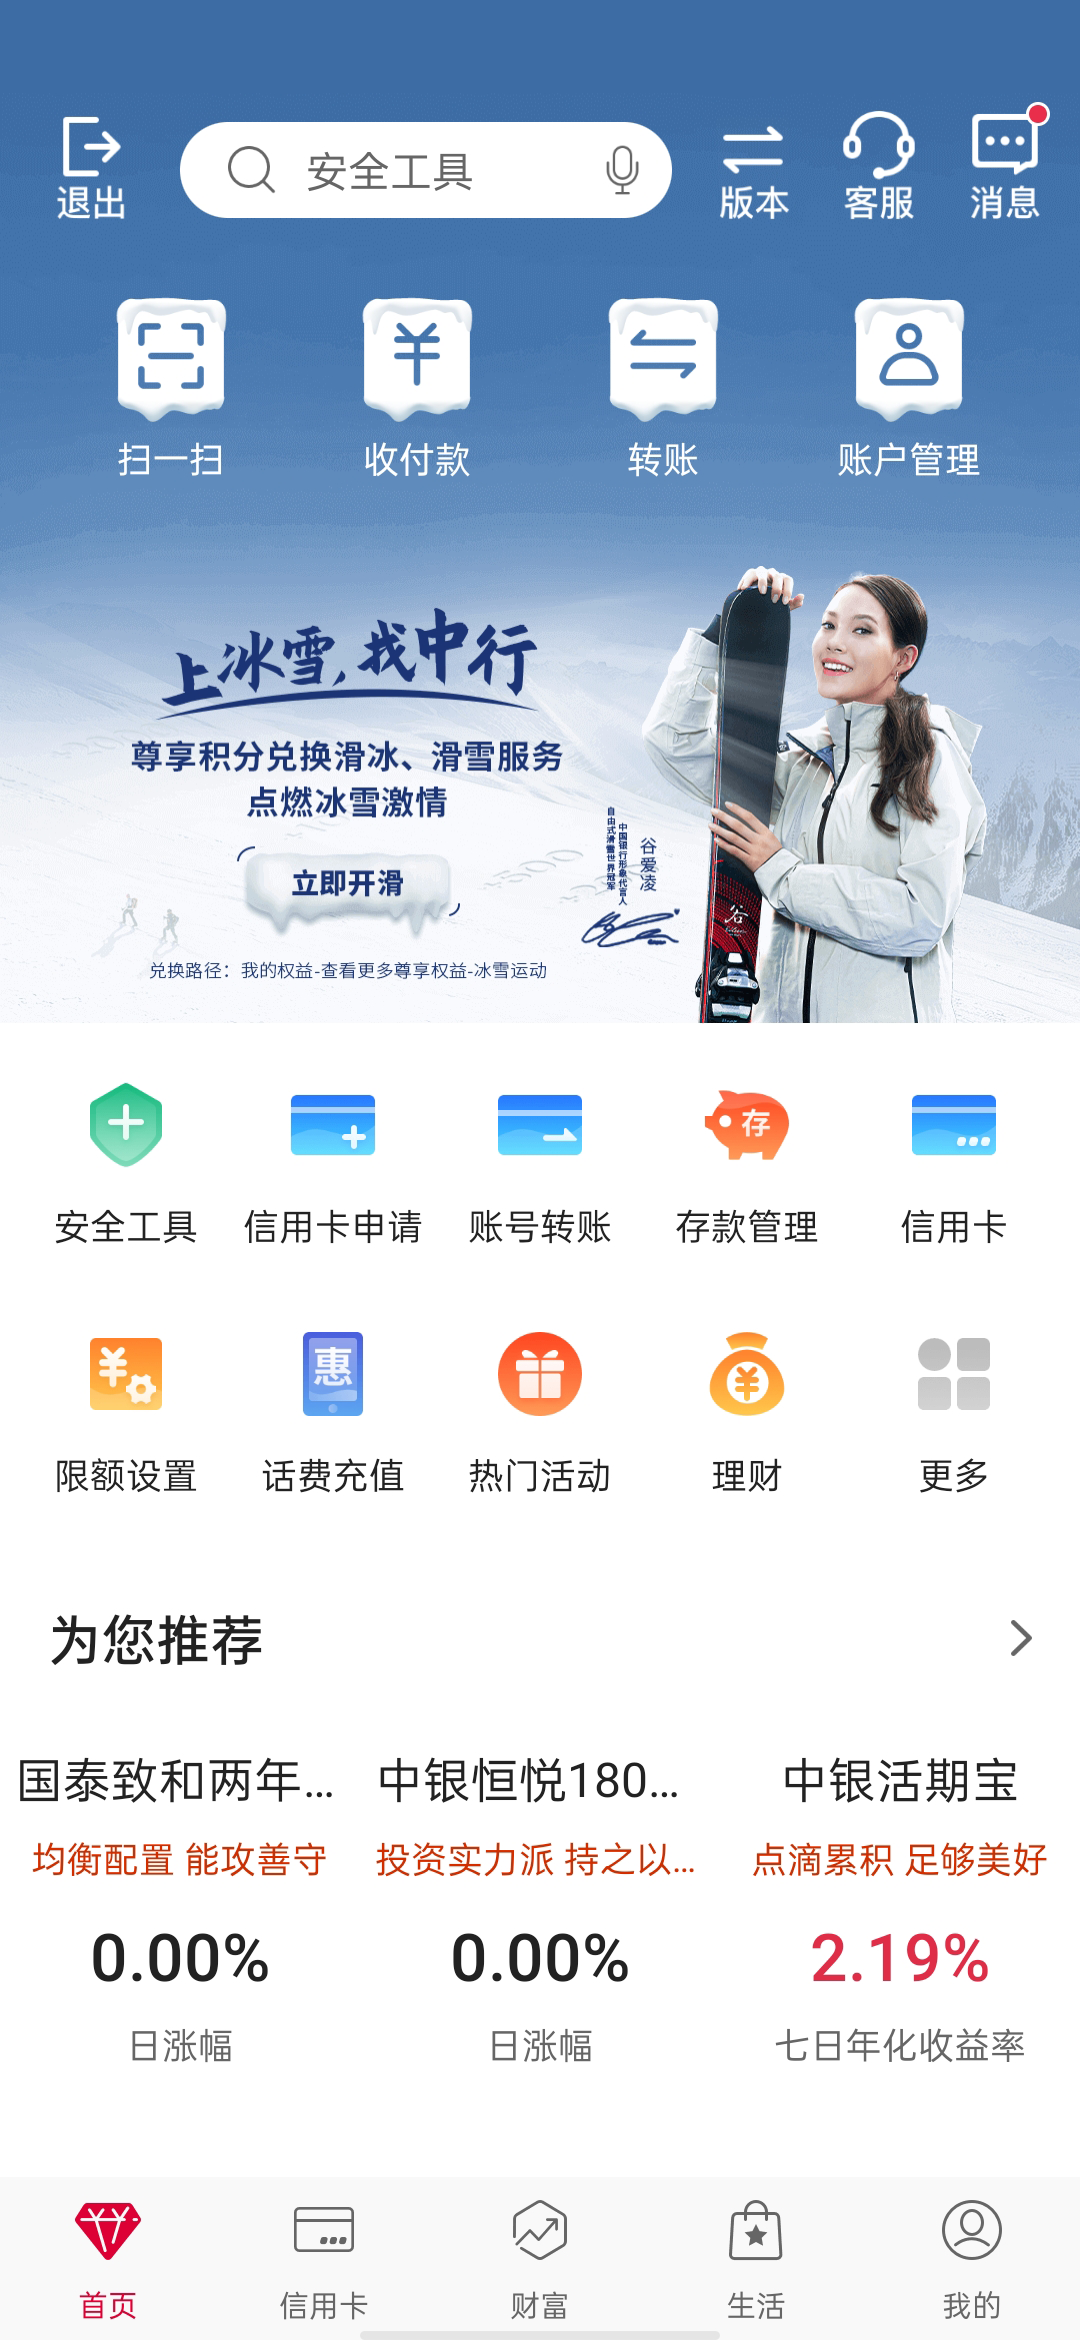 退出
安全工具
版本
客服
消息
扫一扫
收付款
转账
账户管理
上冰雪,我中行
尊享积分兑换滑冰、滑雪服务
点燃冰雪激情
立即开滑
兑换路径：我的权益-查看更多尊享权益-冰雪运动
自由式滑雪世界冠军
中国银行形象代言人
谷爱凌
谷
存
安全工具
信用卡申请
账号转账
存款管理
信用卡
惠
限额设置
话费充值
热门活动
理财
更多
为您推荐
国泰致和两年...
中银恒悦180...
中银活期宝
均衡配置 能攻善守
投资实力派 持之以...
点滴累积 足够美好
0.00%
0.00%
2.19%
日涨幅
日涨幅
七日年化收益率
首页
信用卡
财富
生活
我的